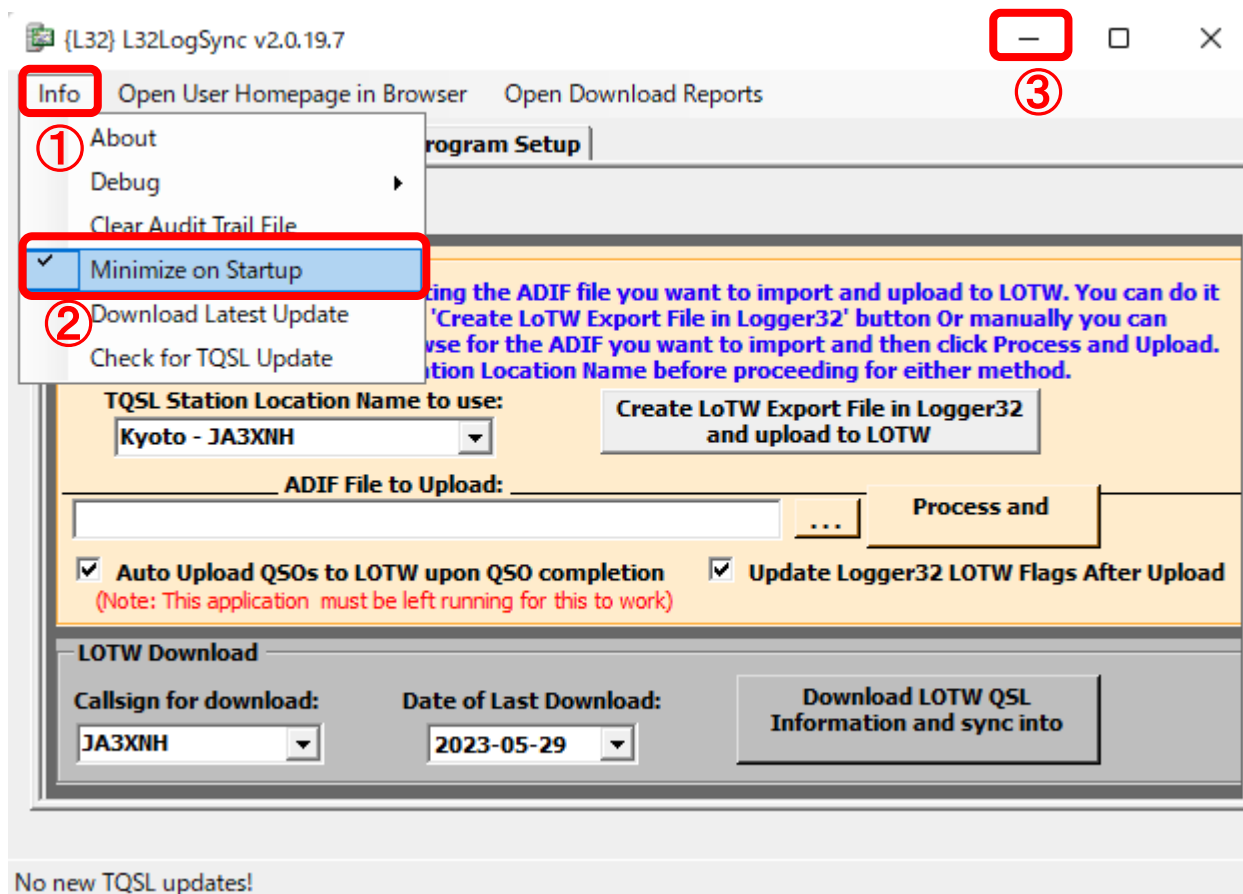 {L32} L32LogSync v2.0.19.7
③
Info Open User Homepage in Browser Open Download Reports
①
About
rogram Setup
Debug
Clear Audit Trail File
Minimize on Startup
②
Download Latest Update
Check for TQSL Update
ting the ADIF file you want to import and upload to LOTW. You can do it
'Create LoTW Export File in Logger32' button Or manually you can
wse for the ADIF you want to import and then click Process and Upload.
tion Location Name before proceeding for either method.
TQSL Station Location Name to use:
Kyoto - JA3XNH
Create LoTW Export File in Logger32
and upload to LOTW
ADIF File to Upload:
...
Process and
Auto Upload QSOs to LOTW upon QSO completion
(Note: This application must be left running for this to work)
Update Logger32 LOTW Flags After Upload
LOTW Download
Callsign for download:
JA3XNH
Date of Last Download:
2023-05-29
Download LOTW QSL
Information and sync into
No new TQSL updates!